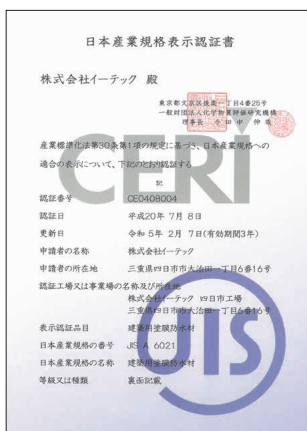 日本産業規格表示認証書
株式会社イーテック 殿
東京都文京区後楽一丁目4番25号
一般財団法人化学物質評価研究機構
理事長 今田中 伸哉
産業標準化法第30条第1項の規定に基づき、日本産業規格への
適合の表示について、下記のとおり認証する
記
CERI
認証番号 CE0408004
認証日 平成20年 7月 8日
更新日 令和 5年 2月 7日(有効期間3年)
申請者の名称 株式会社イーテック
申請者の所在地 三重県四日市市大治田一丁目6番16号
認証工場又は事業場の名称及び所在地
株式会社イーテック 四日市工場
三重県四日市市大治田一丁目6番16号
表示認証品目 建築用塗膜防水材
日本産業規格の番号 JIS A 6021
日本産業規格の名称 建築用塗膜防水材
等級又は種類 裏面記載
JIS